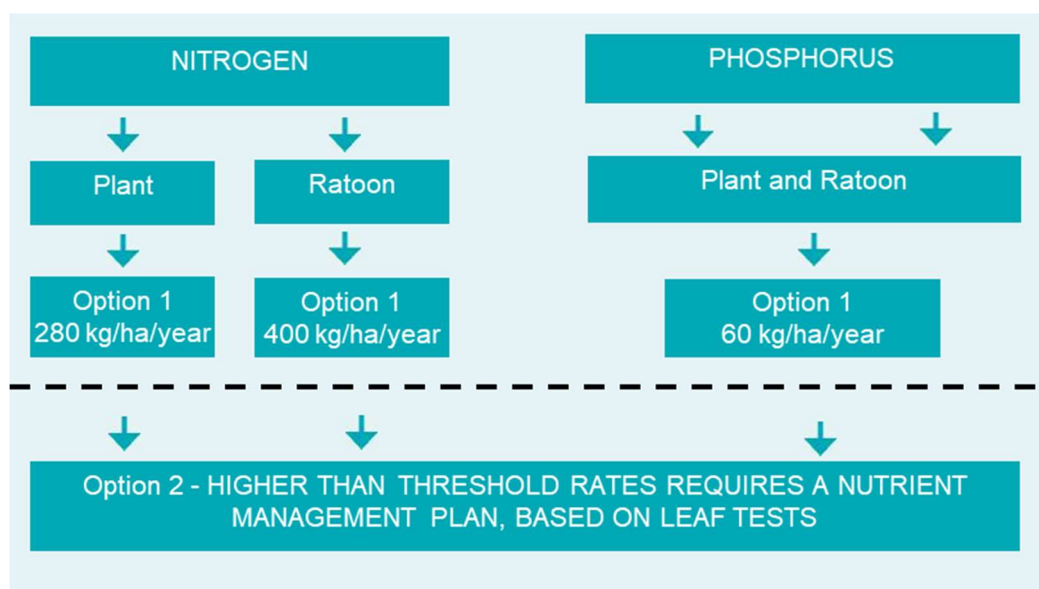 NITROGEN
PHOSPHORUS
Plant
Ratoon
Plant and Ratoon
Option 1
280 kg/ha/year
Option 1
400 kg/ha/year
Option 1
60 kg/ha/year
Option 2 - HIGHER THAN THRESHOLD RATES REQUIRES A NUTRIENT
MANAGEMENT PLAN, BASED ON LEAF TESTS